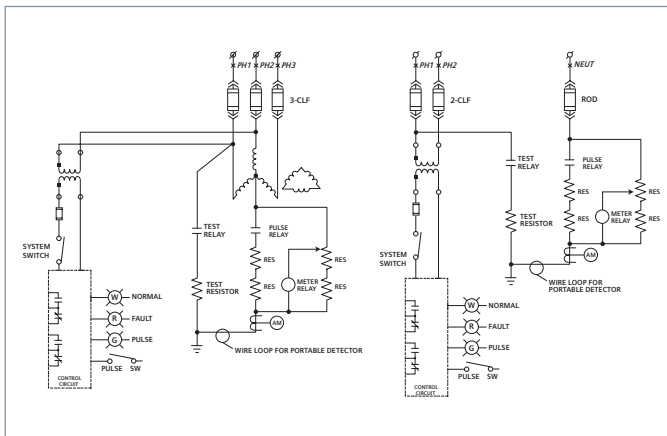 PH1 PH2 PH3
3-CLF
TEST RELAY
PULSE RELAY
SYSTEM SWITCH
RES
RES
METER RELAY
RES
RES
TEST RESISTOR
AM
WIRE LOOP FOR PORTABLE DETECTOR
W NORMAL
R FAULT
G PULSE
PULSE SW
CONTROL CIRCUIT
PH1 PH2
2-CLF
NEUT
ROD
TEST RELAY
PULSE RELAY
RES
RES
METER RELAY
RES
RES
TEST RESISTOR
SYSTEM SWITCH
AM
WIRE LOOP FOR PORTABLE DETECTOR
W NORMAL
R FAULT
G PULSE
PULSE SW
CONTROL CIRCUIT